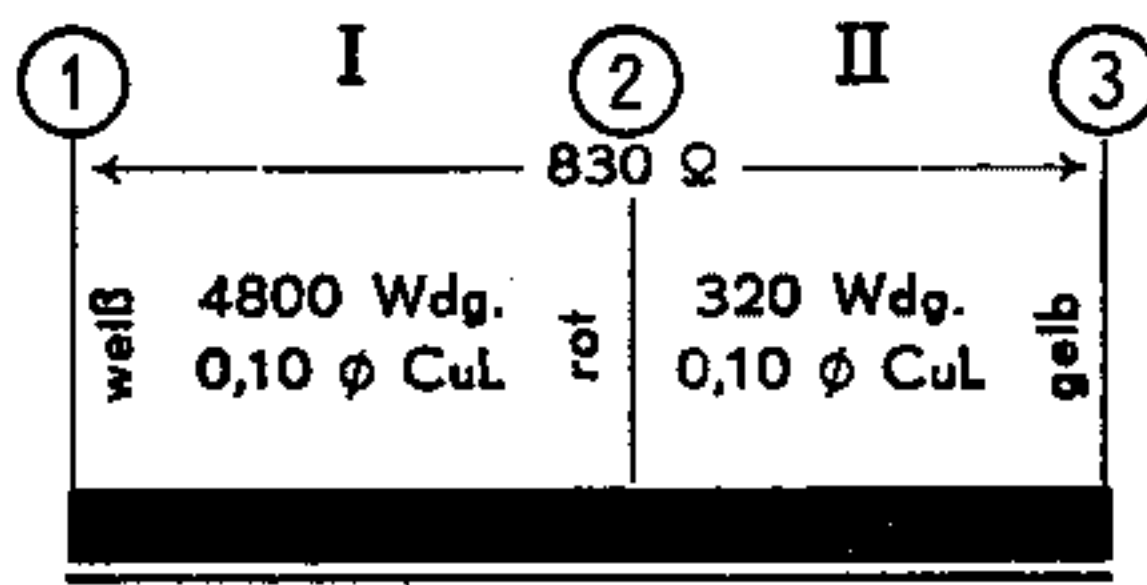 ① I ② II ③
830 Ω
weiß
4800 Wdg.
0,10 ϕ CuL
rot
320 Wdg.
0,10 ϕ CuL
gelb